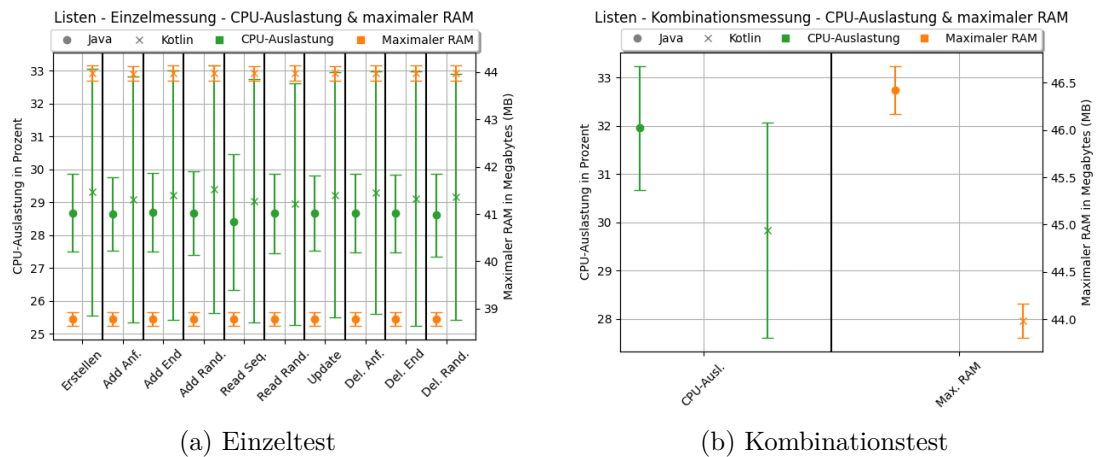 Listen - Einzelmessung - CPU-Auslastung & maximaler RAM
Java Kotlin CPU-Auslastung Maximaler RAM
CPU-Auslastung in Prozent
33
32
31
30
29
28
27
26
25
44
43
42
41
40
39
Maximaler RAM in Megabytes (MB)
Erstellen
Add Anf.
Add End
Add Rand.
Read Seq.
Read Rand.
Update
Del. Anf.
Del. End
Del. Rand.
(a) Einzeltest
Listen - Kombinationsmessung - CPU-Auslastung & maximaler RAM
Java Kotlin CPU-Auslastung Maximaler RAM
CPU-Auslastung in Prozent
33
32
31
30
29
28
46.5
46.0
45.5
45.0
44.5
44.0
Maximaler RAM in Megabytes (MB)
CPU-Ausl.
Max. RAM
(b) Kombinationstest